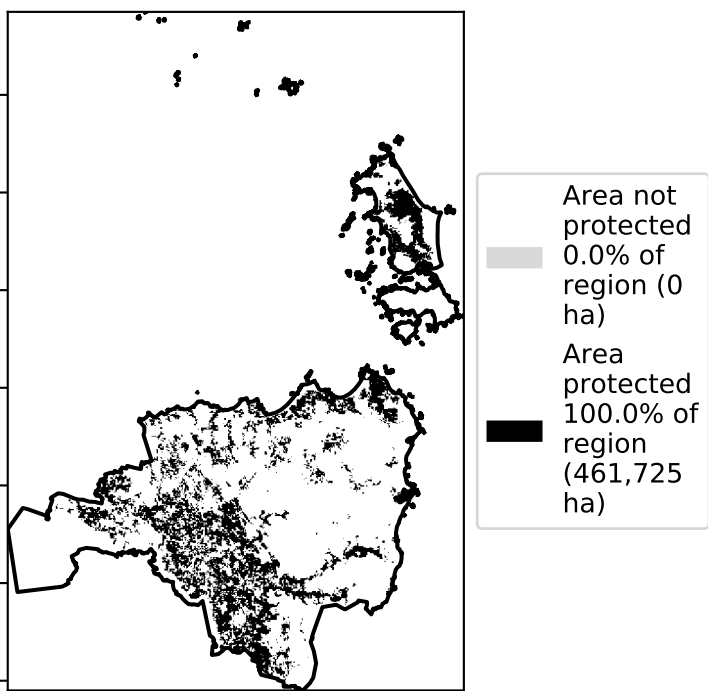 Area not
protected
0.0% of
region (0
ha)
Area
protected
100.0% of
region
(461,725
ha)